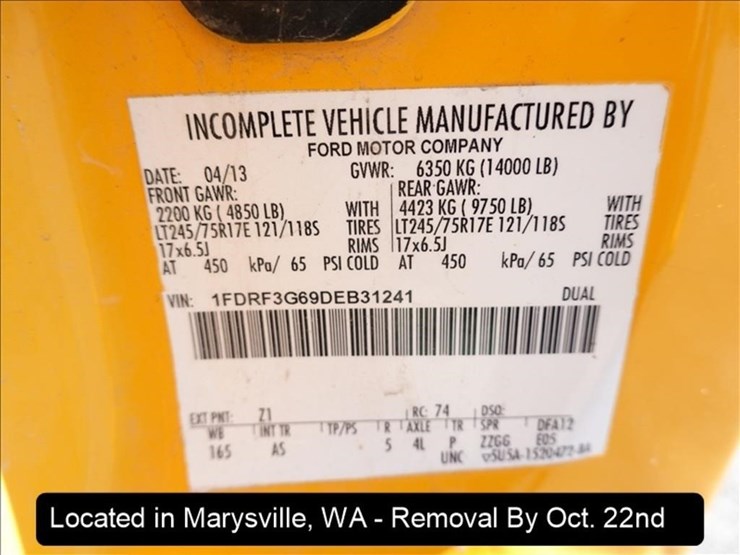 INCOMPLETE VEHICLE MANUFACTURED BY
FORD MOTOR COMPANY
DATE: 04/13 GVWR: 6350 KG (14000 LB)
FRONT GAWR: REAR GAWR:
2200 KG ( 4850 LB) WITH 4423 KG ( 9750 LB) WITH
LT245/75R17E 121/118S TIRES LT245/75R17E 121/118S TIRES
17x6.5J RIMS 17x6.5J RIMS
AT 450 kPa/ 65 PSI COLD AT 450 kPa/ 65 PSI COLD
VIN: 1FDRF3G69DEB31241 DUAL
EXT PNT: Z1 RC: 74 DSO:
WB INT TR TP/PS R AXLE TR SPR DFA12
165 AS 5 4L P ZZGG E05
UNC
Located in Marysville, WA - Removal By Oct. 22nd